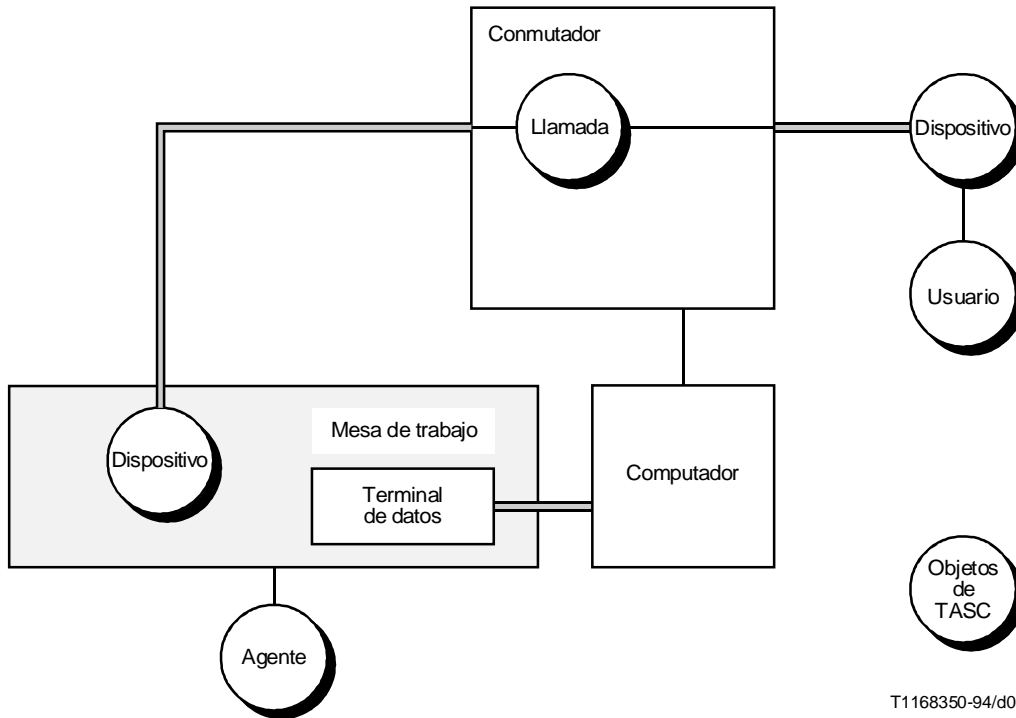 Conmutador
Llamada
Dispositivo
Usuario
Mesa de trabajo
Dispositivo
Terminal
de datos
Computador
Objetos
de
TASC
Agente
T1168350-94/d0